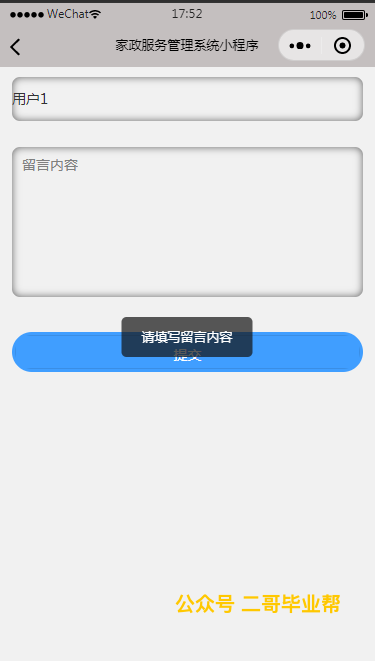 WeChat 17:52 100%
家政服务管理系统小程序
用户1
留言内容
请填写留言内容
提交
公众号 二哥毕业帮